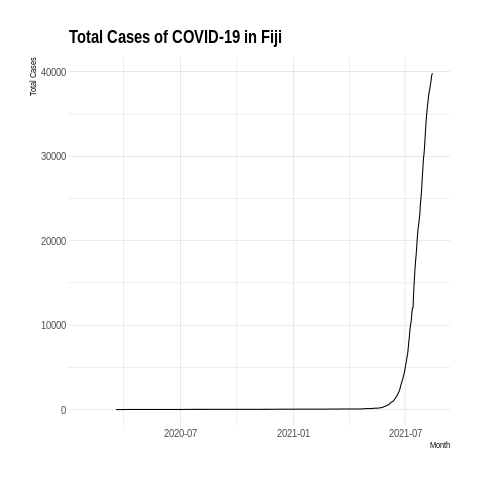 Total Cases of COVID-19 in Fiji
Total Cases
40000
30000
20000
10000
0
2020-07 2021-01 2021-07
Month